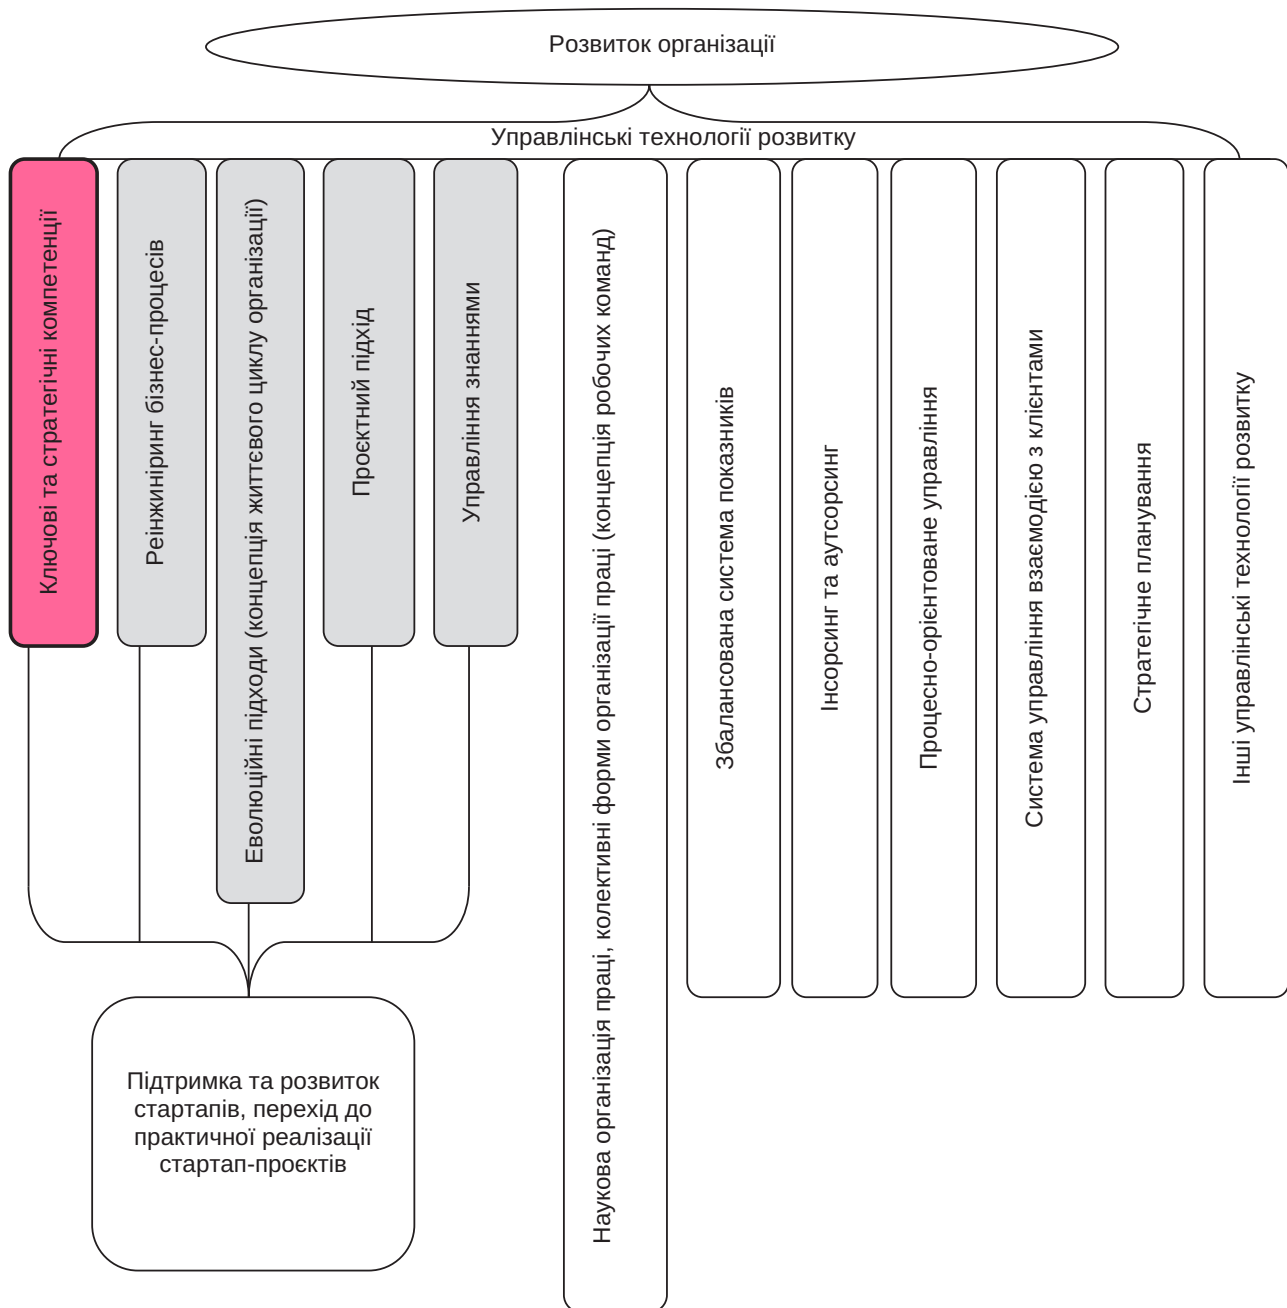 Розвиток організації
Управлінські технології розвитку
Ключові та стратегічні компетенції
Реінжиніринг бізнес-процесів
Еволюційні підходи (концепція життєвого циклу організації)
Проєктний підхід
Управління знаннями
Наукова організація праці, колективні форми організації праці (концепція робочих команд)
Збалансована система показників
Інсорсинг та аутсорсинг
Процесно-орієнтоване управління
Система управління взаємодією з клієнтами
Стратегічне планування
Інші управлінські технології розвитку
Підтримка та розвиток
стартапів, перехід до
практичної реалізації
стартап-проєктів